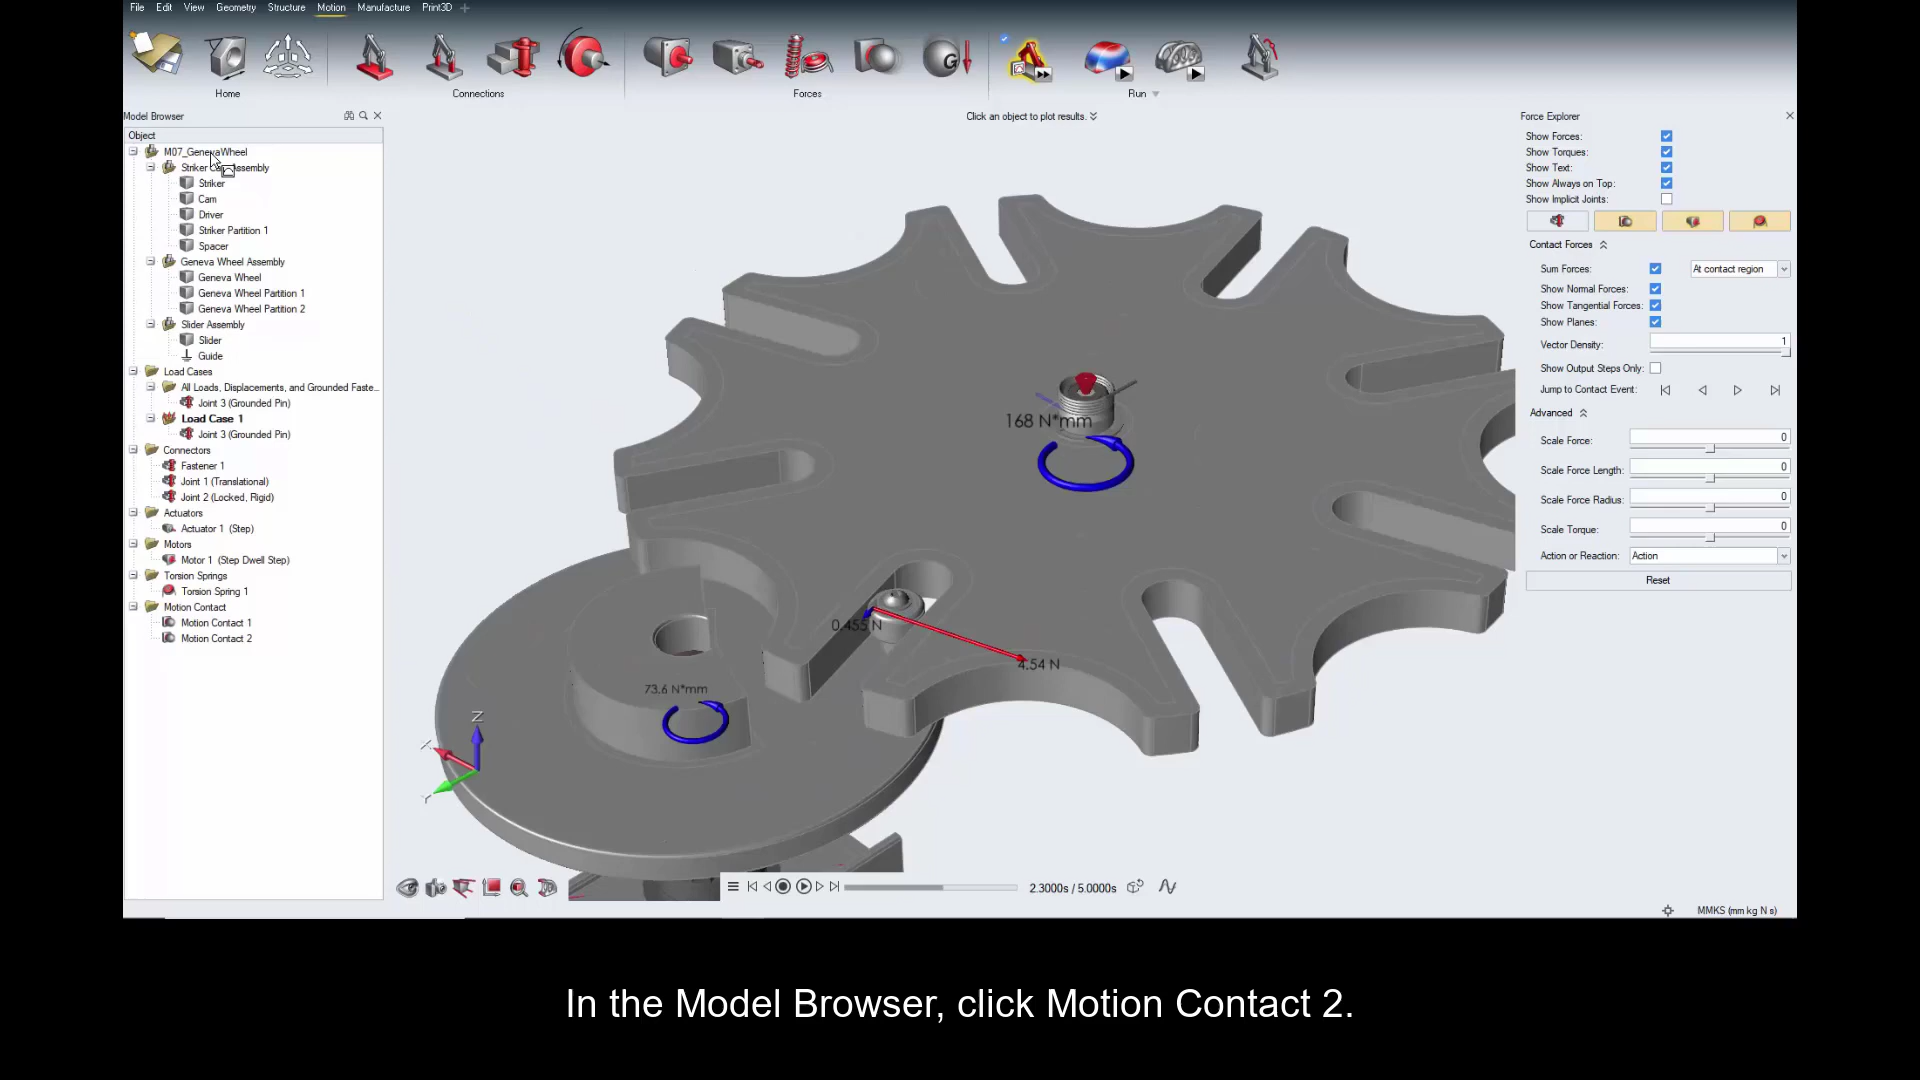 File Edit View Geometry Structure Motion Manufacture Print3D
Home
Connections
Forces
Run
Model Browser
Click an object to plot results.
Force Explorer
Object
M07_GenevaWheel
Striker Assembly
Striker
Cam
Driver
Striker Partition 1
Spacer
Geneva Wheel Assembly
Geneva Wheel
Geneva Wheel Partition 1
Geneva Wheel Partition 2
Slider Assembly
Slider
Guide
Load Cases
All Loads, Displacements, and Grounded Faste...
Joint 3 (Grounded Pin)
Load Case 1
Joint 3 (Grounded Pin)
Connectors
Fastener 1
Joint 1 (Translational)
Joint 2 (Locked, Rigid)
Actuators
Actuator 1 (Step)
Motors
Motor 1 (Step Dwell Step)
Torsion Springs
Torsion Spring 1
Motion Contact
Motion Contact 1
Motion Contact 2
G
168 N*mm
0.455 N
4.54 N
73.6 N*mm
Z
X
Y
2.3000s / 5.0000s
Show Forces:
Show Torques:
Show Text:
Show Always on Top:
Show Implicit Joints:
Contact Forces
Sum Forces: At contact region
Show Normal Forces:
Show Tangential Forces:
Show Planes:
Vector Density: 1
Show Output Steps Only:
Jump to Contact Event:
Advanced
Scale Force: 0
Scale Force Length: 0
Scale Force Radius: 0
Scale Torque: 0
Action or Reaction: Action
Reset
MMKS (mm kg N s)
In the Model Browser, click Motion Contact 2.